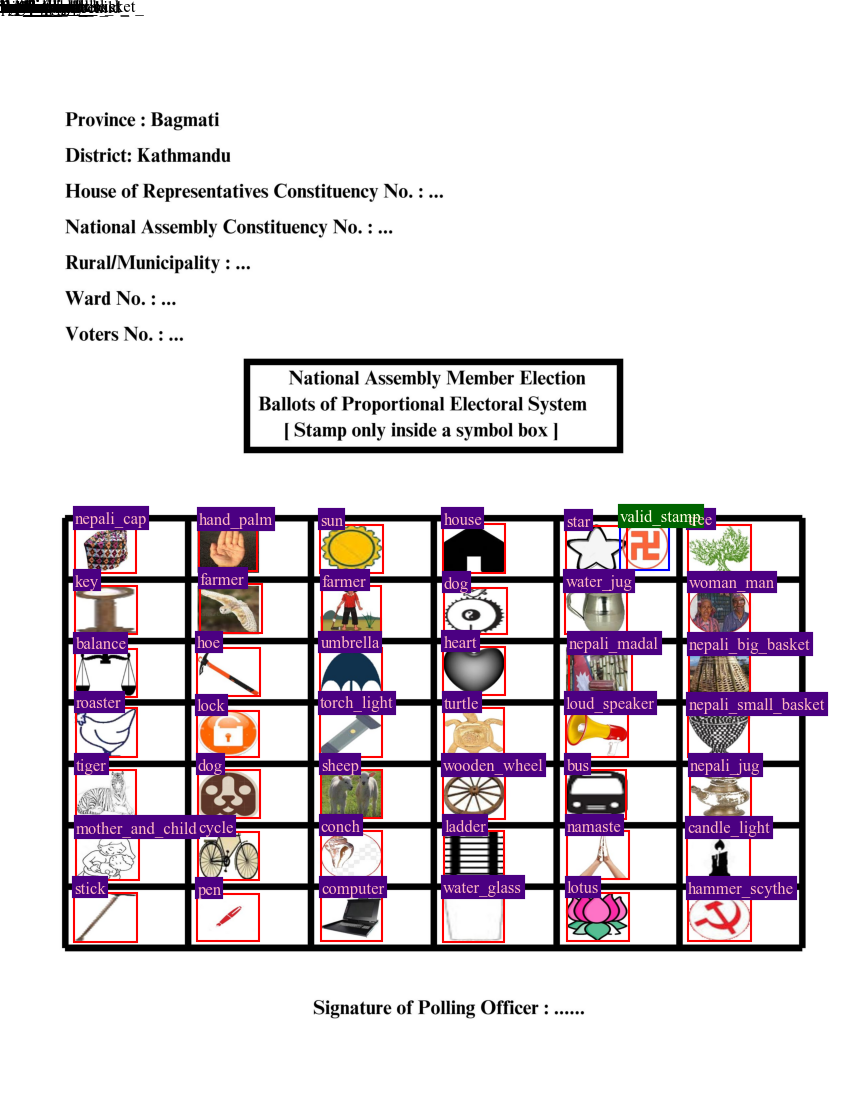 Province : Bagmati
District: Kathmandu
House of Representatives Constituency No. : ...
National Assembly Constituency No. : ...
Rural/Municipality : ...
Ward No. : ...
Voters No. : ...
National Assembly Member Election
Ballots of Proportional Electoral System
[ Stamp only inside a symbol box ]
nepali_cap hand_palm sun house star valid_stamp
key farmer farmer dog water_jug woman_man
balance hoe umbrella heart nepali_madal nepali_big_basket
roaster lock torch_light turtle loud_speaker nepali_small_basket
tiger dog sheep wooden_wheel bus nepali_jug
mother_and_child cycle conch ladder namaste candle_light
stick pen computer water_glass lotus hammer_scythe
Signature of Polling Officer : ......